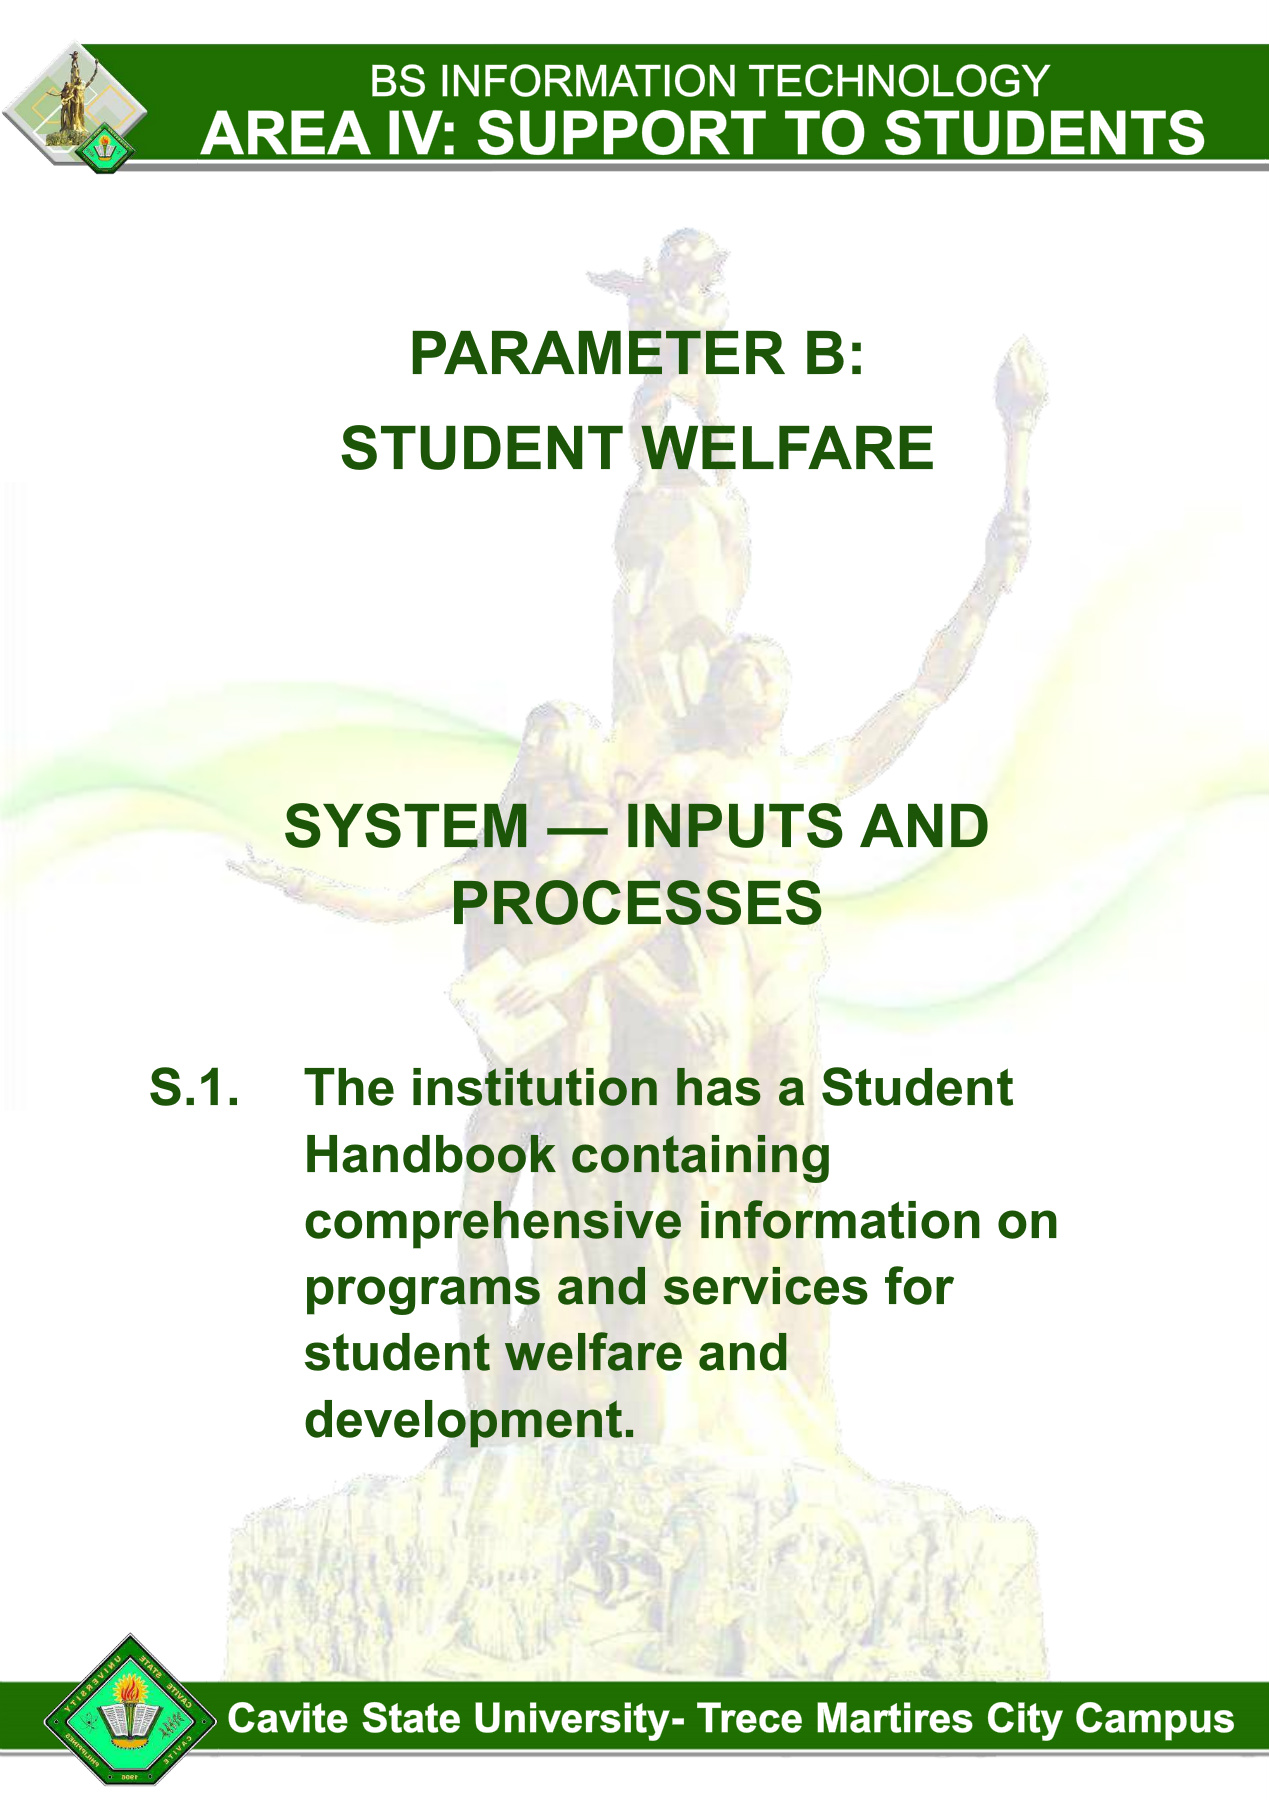 BS INFORMATION TECHNOLOGY
AREA IV: SUPPORT TO STUDENTS
PARAMETER B:
STUDENT WELFARE
SYSTEM — INPUTS AND
PROCESSES
S.1. The institution has a Student
Handbook containing
comprehensive information on
programs and services for
student welfare and
development.
CAVITE STATE UNIVERSITY
CAVITE PHILIPPINES
1906
Cavite State University- Trece Martires City Campus